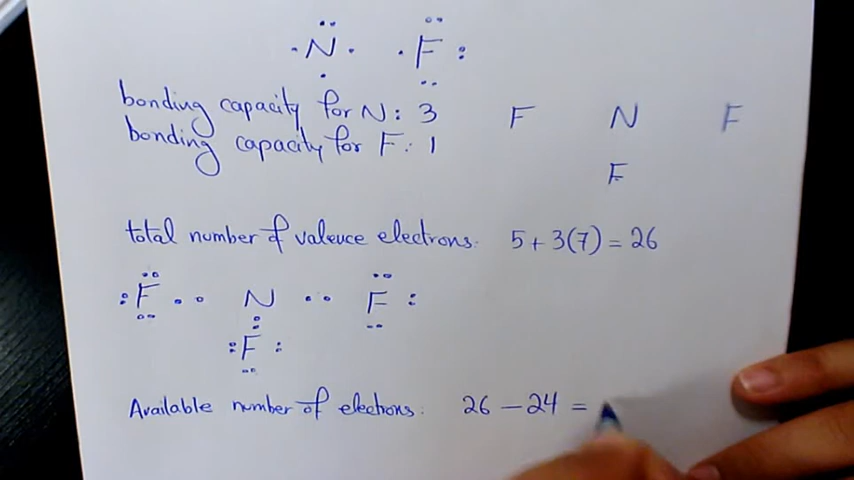 N F
bonding capacity for N: 3
bonding capacity for F: 1
F N F
F
total number of valence electrons: 5 + 3(7) = 26
F N F
F
Available number of elections: 26 - 24 =